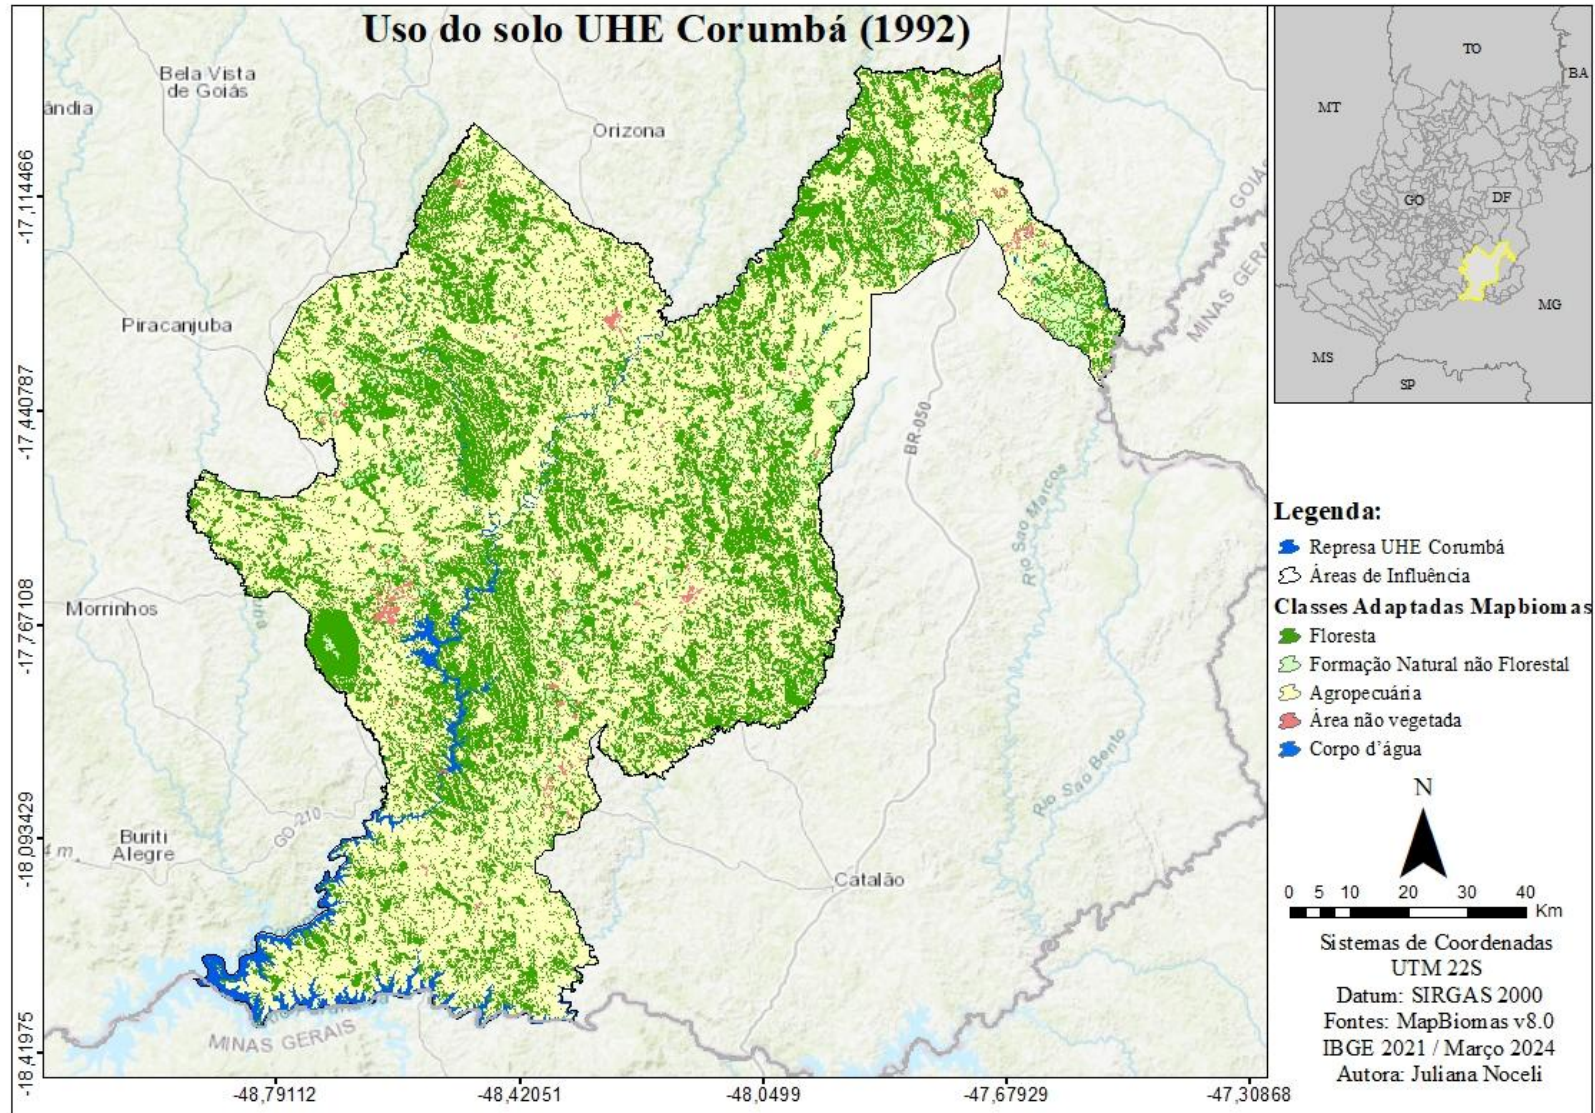 Uso do solo UHE Corumbá (1992)
Bela Vista
de Goiás
ândia
Orizona
Piracanjuba
Morrinhos
Buriti
Alegre
GO-210
Catalão
BR-050
Rio Sao Marcos
Rio Sao Bento
GOIÁS
MINAS GERA
MINAS GERAIS
-17,114466
-17,440787
-17,767108
-18,093429
-18,41975
-48,79112
-48,42051
-48,0499
-47,67929
-47,30868
TO
BA
MT
GO
DF
MG
MS
SP
Legenda:
Represa UHE Corumbá
Áreas de Influência
Classes Adaptadas Mapbiomas
Floresta
Formação Natural não Florestal
Agropecuária
Área não vegetada
Corpo d’água
N
0 5 10 20 30 40
Km
Sistemas de Coordenadas
UTM 22S
Datum: SIRGAS 2000
Fontes: MapBiomas v8.0
IBGE 2021 / Março 2024
Autora: Juliana Noceli